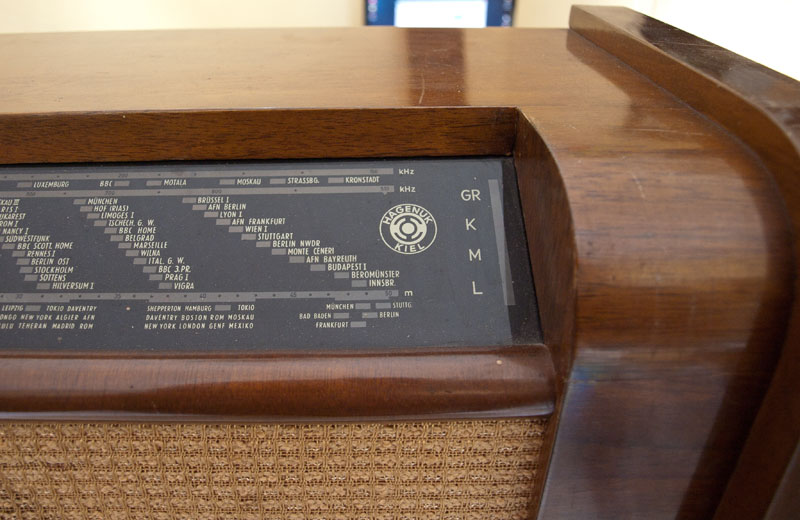 LUXEMBURG BBC MOTALA MOSKAU STRASSBG. KRONSTADT kHz
kHz
MÜNCHEN BRÜSSEL I
HOF (RIAS) AFN BERLIN
LIMOGES I LYON I
TSCHECH. G. W. AFN FRANKFURT
NANCY I BBC HOME WIEN I
SÜDWESTFUNK BELGRAD STUTTGART
BBC SCOT. HOME MARSEILLE BERLIN NWDR
RENNES I WILNA MONTE CENERI
BERLIN OST ITAL. G. W. AFN BAYREUTH
STOCKHOLM BBC 3. PR. BUDAPEST I
SOTTENS PRAG I BEROMÜNSTER
HILVERSUM I VIGRA INNSBR.
m
LEIPZIG TOKIO DAVENTRY SHEPPERTON HAMBURG TOKIO MÜNCHEN STUTTG
NEW YORK ALGIER AFN DAVENTRY BOSTON ROM MOSKAU BAD BADEN BERLIN
TEHERAN MADRID ROM NEW YORK LONDON GENF MEXIKO FRANKFURT
HAGENUK
KIEL
GR
K
M
L